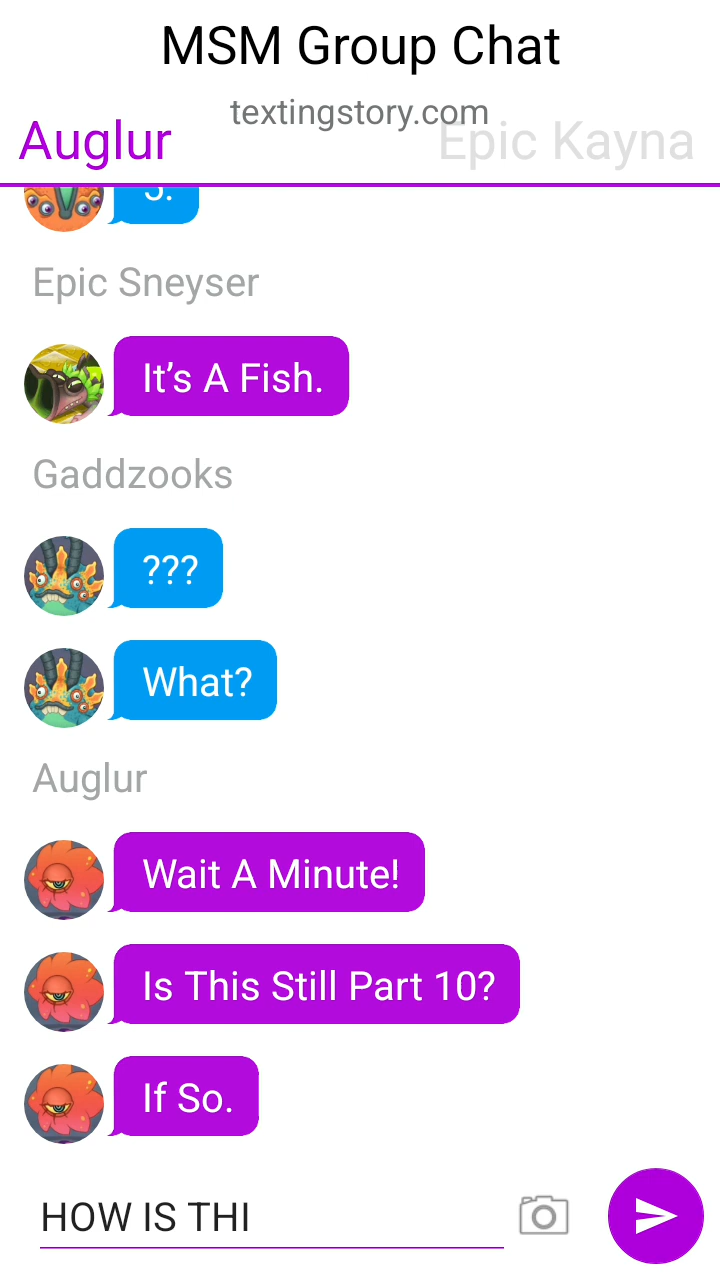 MSM Group Chat
textingstory.com
Auglur Epic Kayna
Epic Sneyser
It’s A Fish.
Gaddzooks
???
What?
Auglur
Wait A Minute!
Is This Still Part 10?
If So.
HOW IS THI